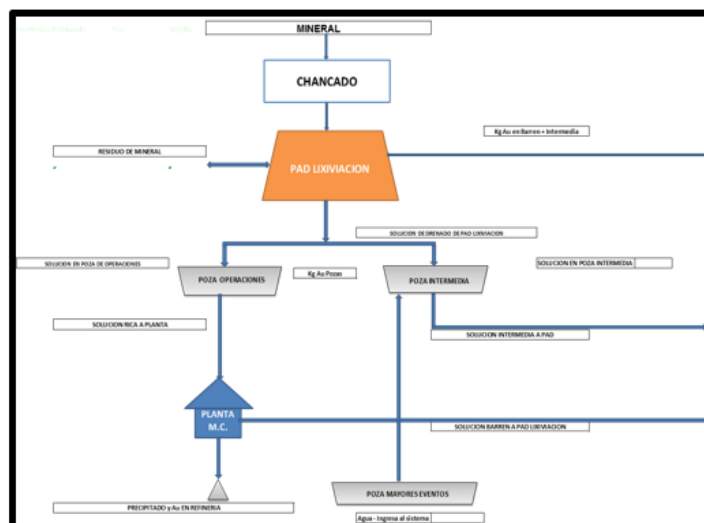 MINERAL
CHANCADO
Kg Au en Barren + Intermedia
RESIDUO DE MINERAL
PAD LIXIVIACION
SOLUCION DE DRENADO DE PAD LIXIVIACION
SOLUCION EN POZA DE OPERACIONES
SOLUCION EN POZA INTERMEDIA
POZA OPERACIONES
Kg Au Pozas
POZA INTERMEDIA
SOLUCION RICA A PLANTA
SOLUCION INTERMEDIA A PAD
PLANTA
M.C.
SOLUCION BARREN A PAD LIXIVIACION
POZA MAYORES EVENTOS
PRECIPITADO y Au EN REFINERIA
Agua - Ingresa al sistema